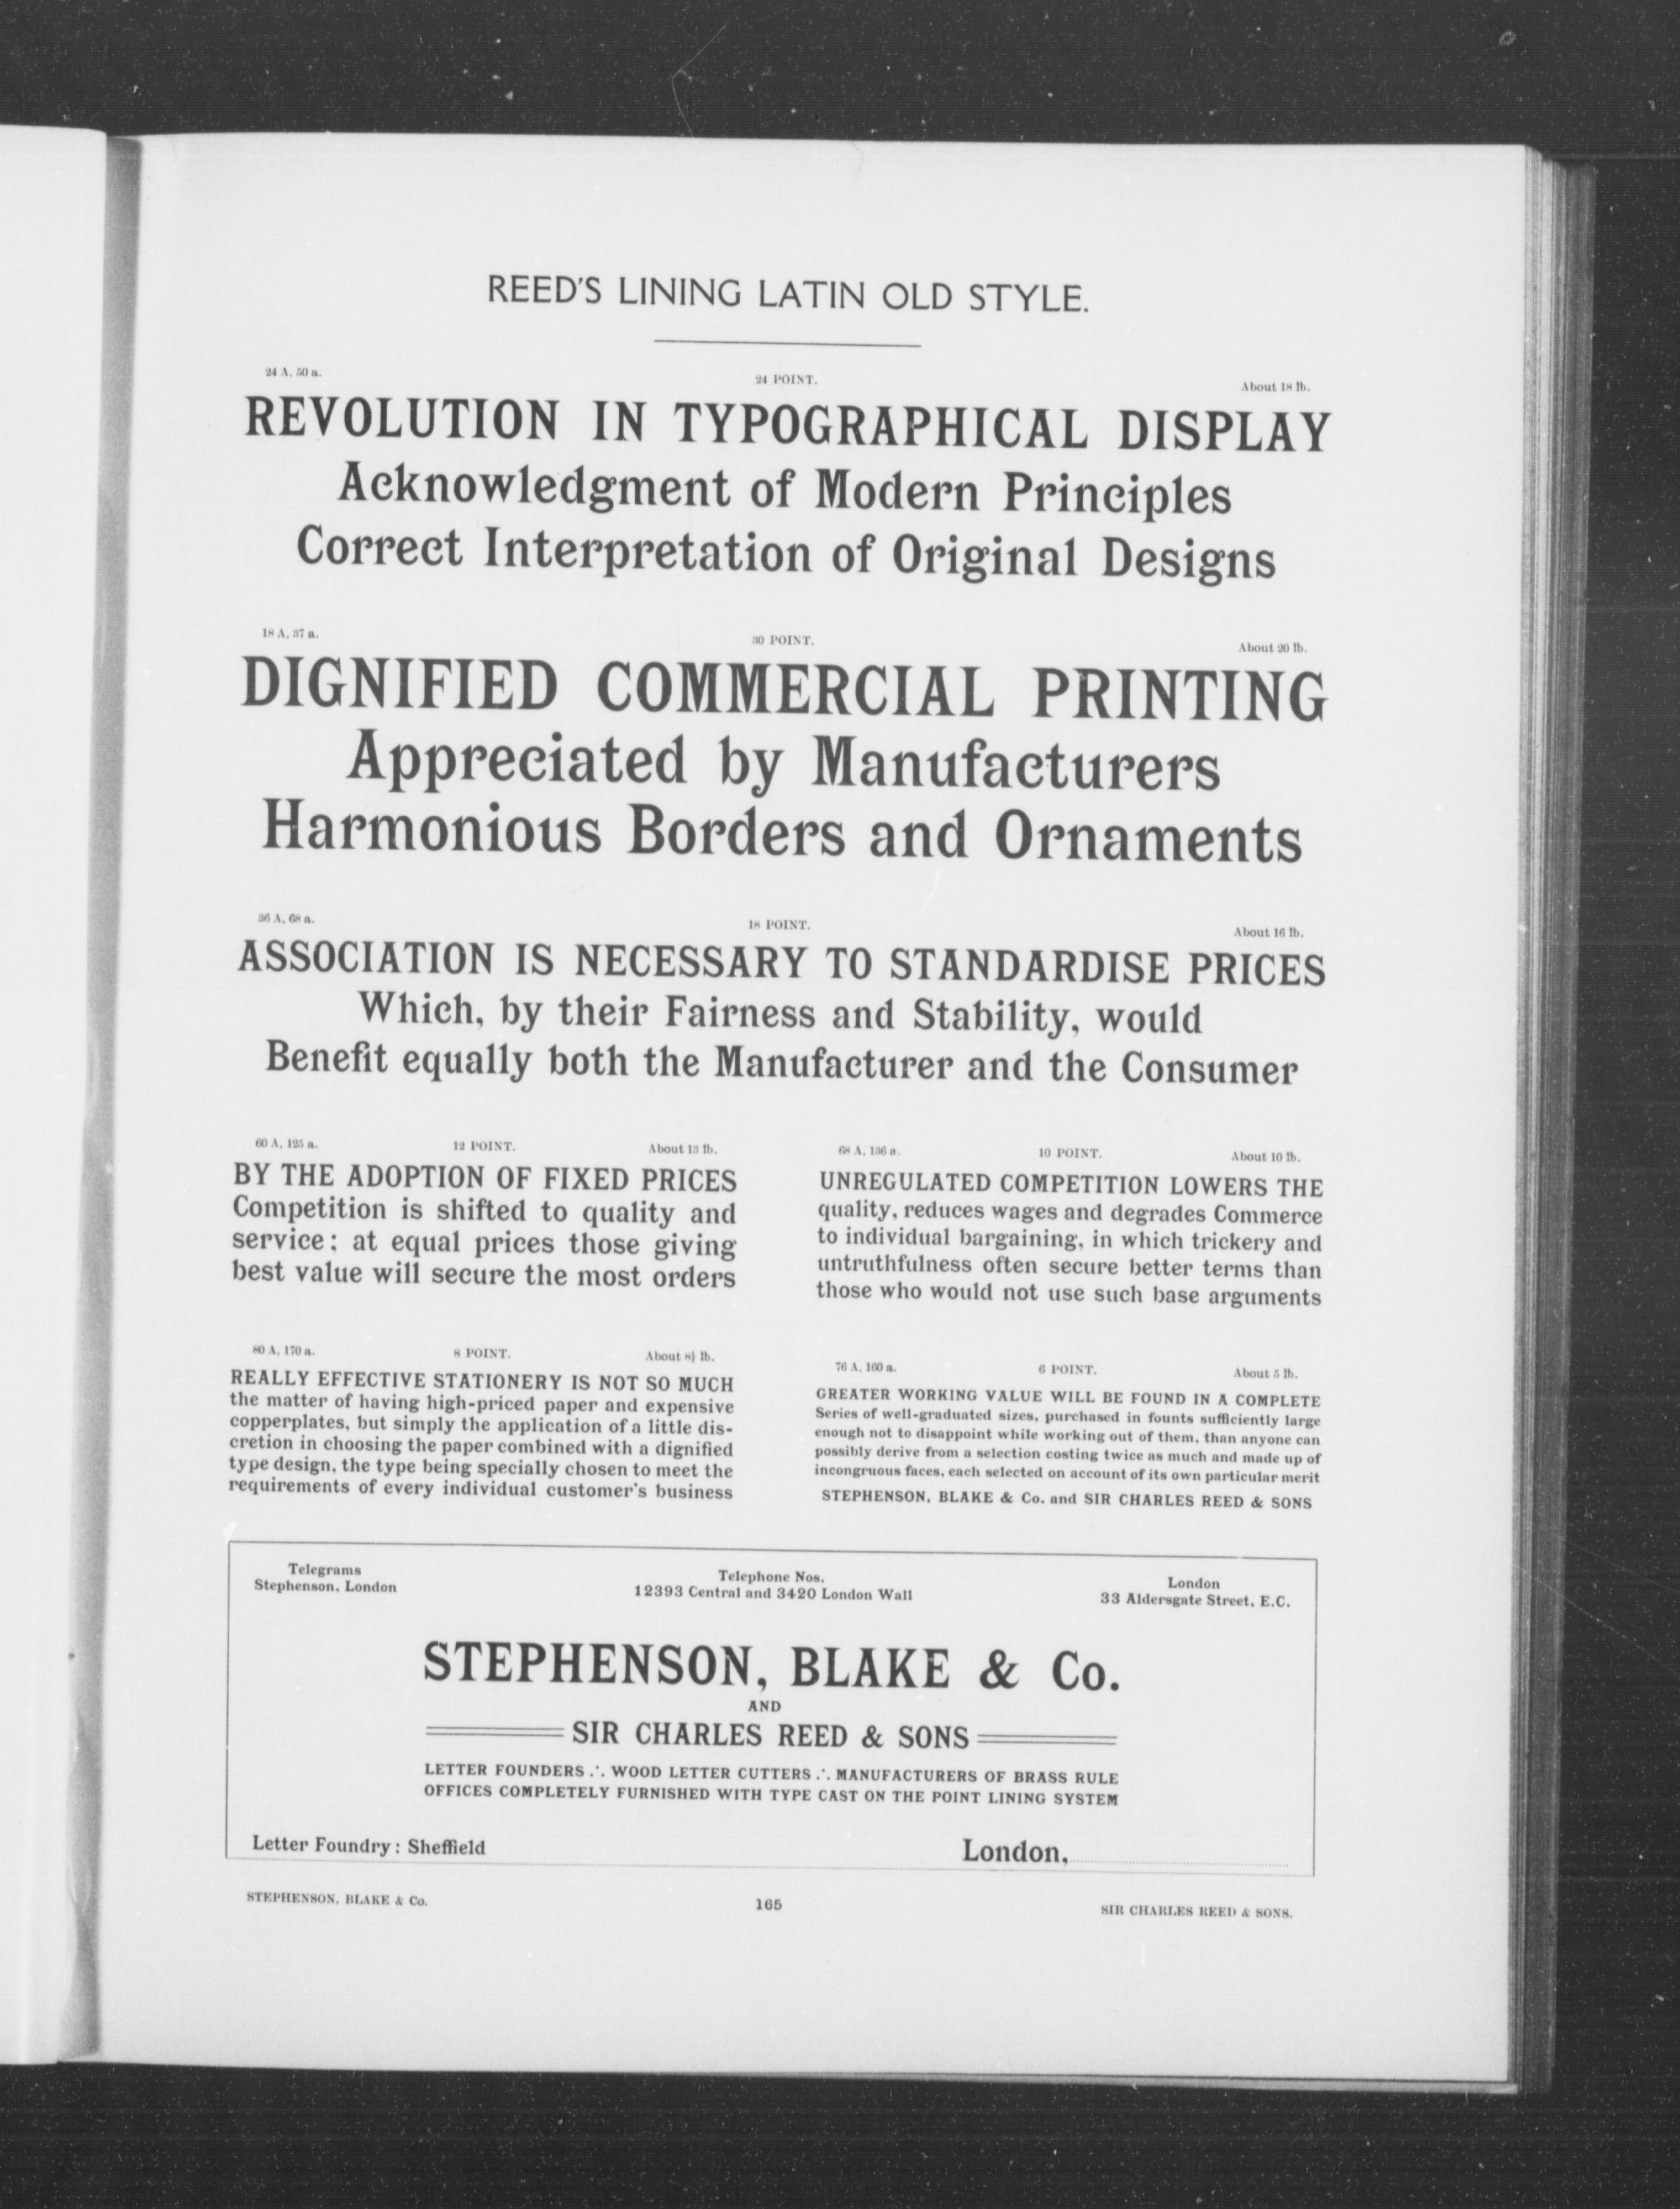 REED'S LINING LATIN OLD STYLE.
24 A, 50 a. 24 POINT. About 18 lb.
REVOLUTION IN TYPOGRAPHICAL DISPLAY
Acknowledgment of Modern Principles
Correct Interpretation of Original Designs
18 A, 37 a. 30 POINT. About 20 lb.
DIGNIFIED COMMERCIAL PRINTING
Appreciated by Manufacturers
Harmonious Borders and Ornaments
36 A, 68 a. 18 POINT. About 16 lb.
ASSOCIATION IS NECESSARY TO STANDARDISE PRICES
Which, by their Fairness and Stability, would
Benefit equally both the Manufacturer and the Consumer
60 A, 125 a. 12 POINT. About 13 lb.
BY THE ADOPTION OF FIXED PRICES
Competition is shifted to quality and
service: at equal prices those giving
best value will secure the most orders
68 A, 136 a. 10 POINT. About 10 lb.
UNREGULATED COMPETITION LOWERS THE
quality, reduces wages and degrades Commerce
to individual bargaining, in which trickery and
untruthfulness often secure better terms than
those who would not use such base arguments
80 A, 170 a. 8 POINT. About 8½ lb.
REALLY EFFECTIVE STATIONERY IS NOT SO MUCH
the matter of having high-priced paper and expensive
copperplates, but simply the application of a little dis-
cretion in choosing the paper combined with a dignified
type design, the type being specially chosen to meet the
requirements of every individual customer's business
76 A, 160 a. 6 POINT. About 5 lb.
GREATER WORKING VALUE WILL BE FOUND IN A COMPLETE
Series of well-graduated sizes, purchased in founts sufficiently large
enough not to disappoint while working out of them, than anyone can
possibly derive from a selection costing twice as much and made up of
incongruous faces, each selected on account of its own particular merit
STEPHENSON, BLAKE & Co. and SIR CHARLES REED & SONS
Telegrams
Stephenson, London
Telephone Nos.
12393 Central and 3420 London Wall
London
33 Aldersgate Street, E.C.
STEPHENSON, BLAKE & Co.
AND
SIR CHARLES REED & SONS
LETTER FOUNDERS ∴ WOOD LETTER CUTTERS ∴ MANUFACTURERS OF BRASS RULE
OFFICES COMPLETELY FURNISHED WITH TYPE CAST ON THE POINT LINING SYSTEM
Letter Foundry: Sheffield London,
STEPHENSON, BLAKE & Co. 165 SIR CHARLES REED & SONS.